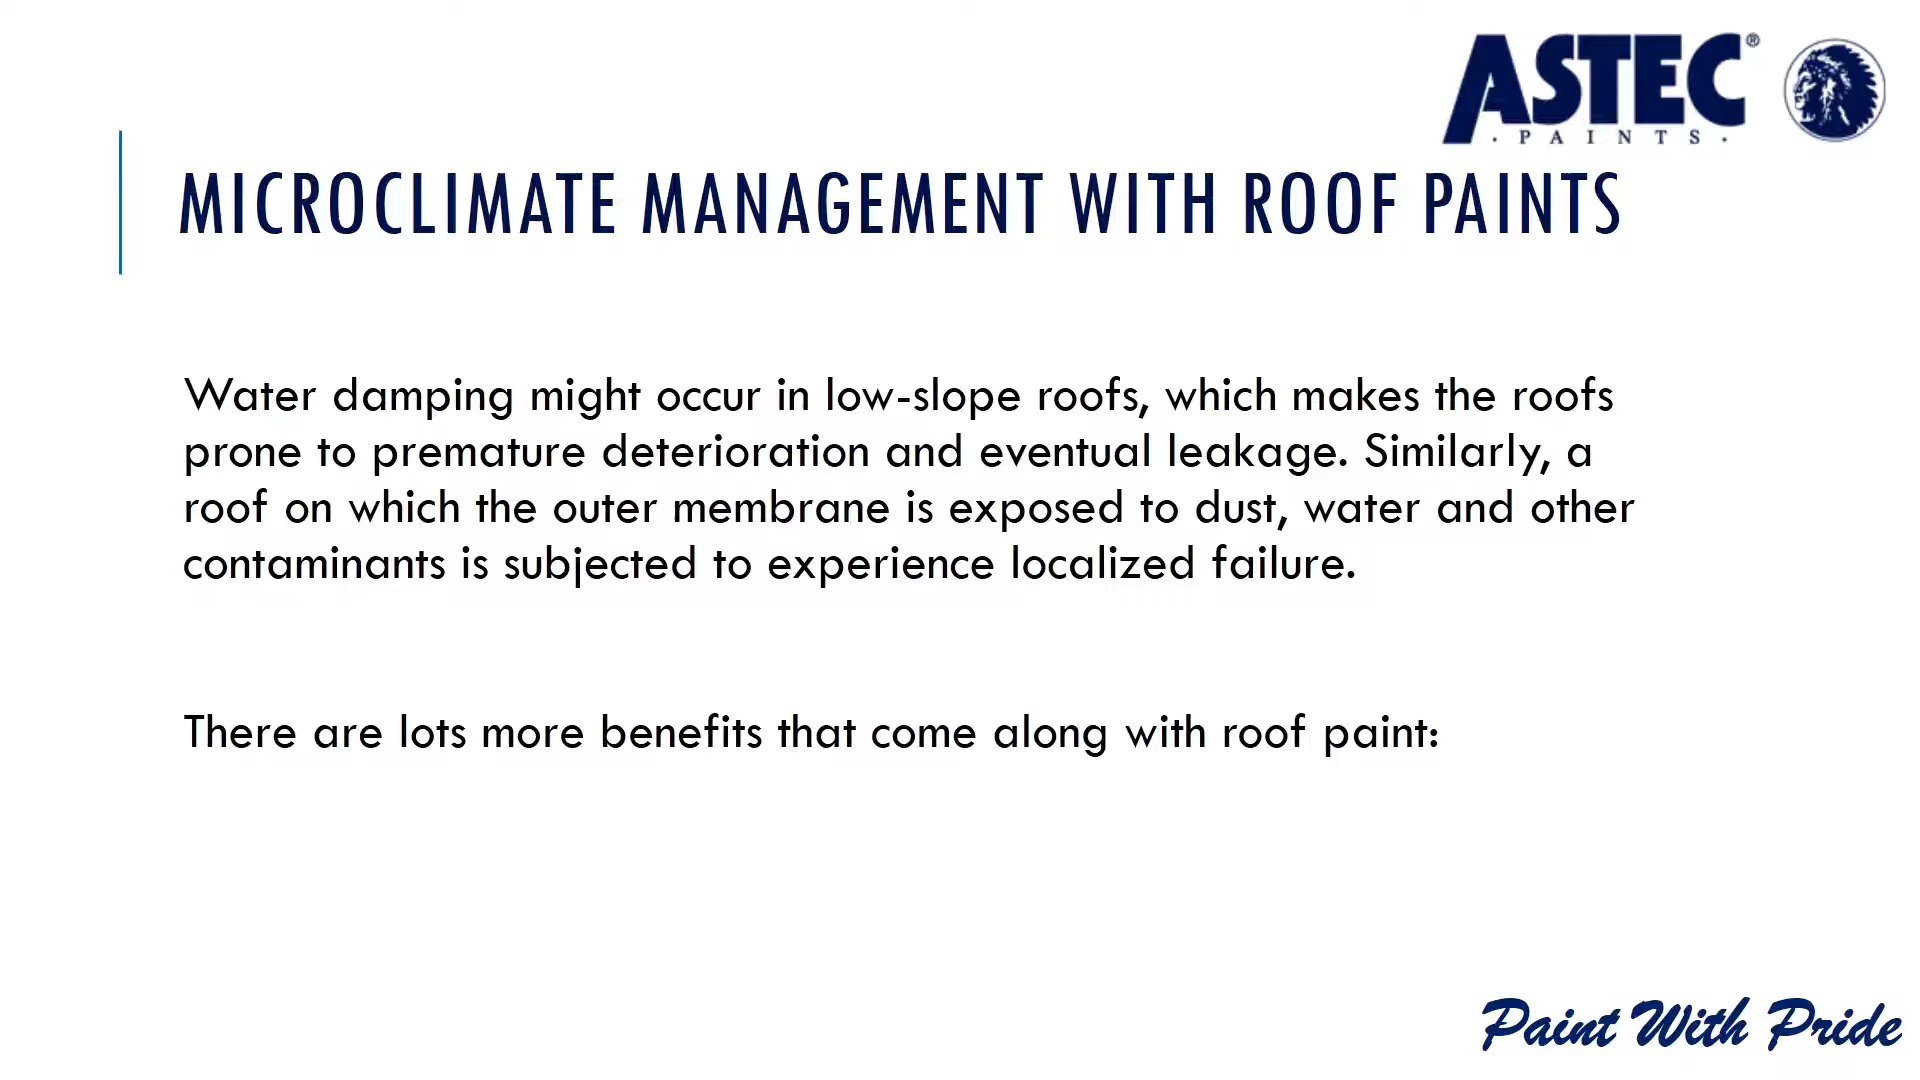 ASTEC®
· PAINTS ·
MICROCLIMATE MANAGEMENT WITH ROOF PAINTS
Water damping might occur in low-slope roofs, which makes the roofs
prone to premature deterioration and eventual leakage. Similarly, a
roof on which the outer membrane is exposed to dust, water and other
contaminants is subjected to experience localized failure.
There are lots more benefits that come along with roof paint:
Paint With Pride